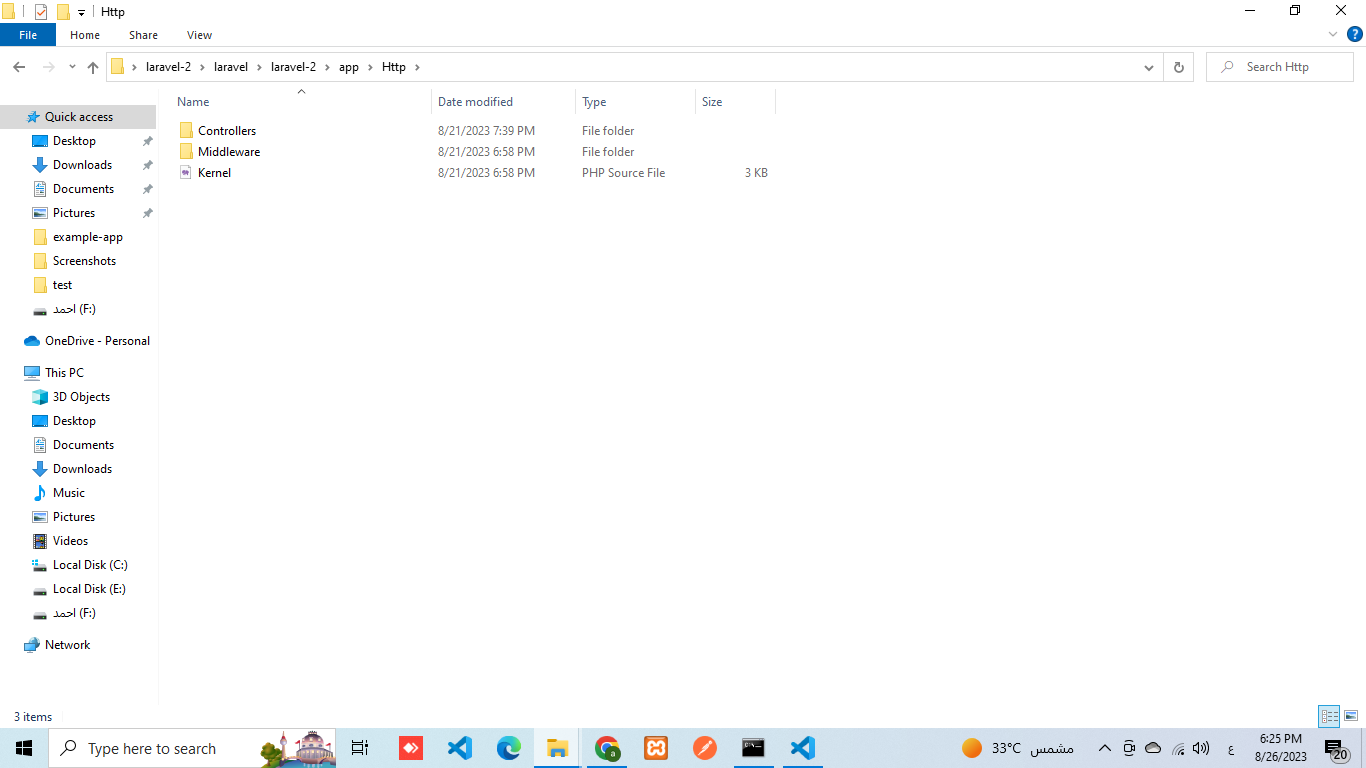 Http
File Home Share View
laravel-2 laravel laravel-2 app Http
Search Http
Name Date modified Type Size
Controllers 8/21/2023 7:39 PM File folder
Middleware 8/21/2023 6:58 PM File folder
Kernel 8/21/2023 6:58 PM PHP Source File 3 KB
Quick access
Desktop
Downloads
Documents
Pictures
example-app
Screenshots
test
احمد (F:)
OneDrive - Personal
This PC
3D Objects
Desktop
Documents
Downloads
Music
Pictures
Videos
Local Disk (C:)
Local Disk (E:)
احمد (F:)
Network
3 items
Type here to search
33°C مشمس
ع
6:25 PM
8/26/2023
20